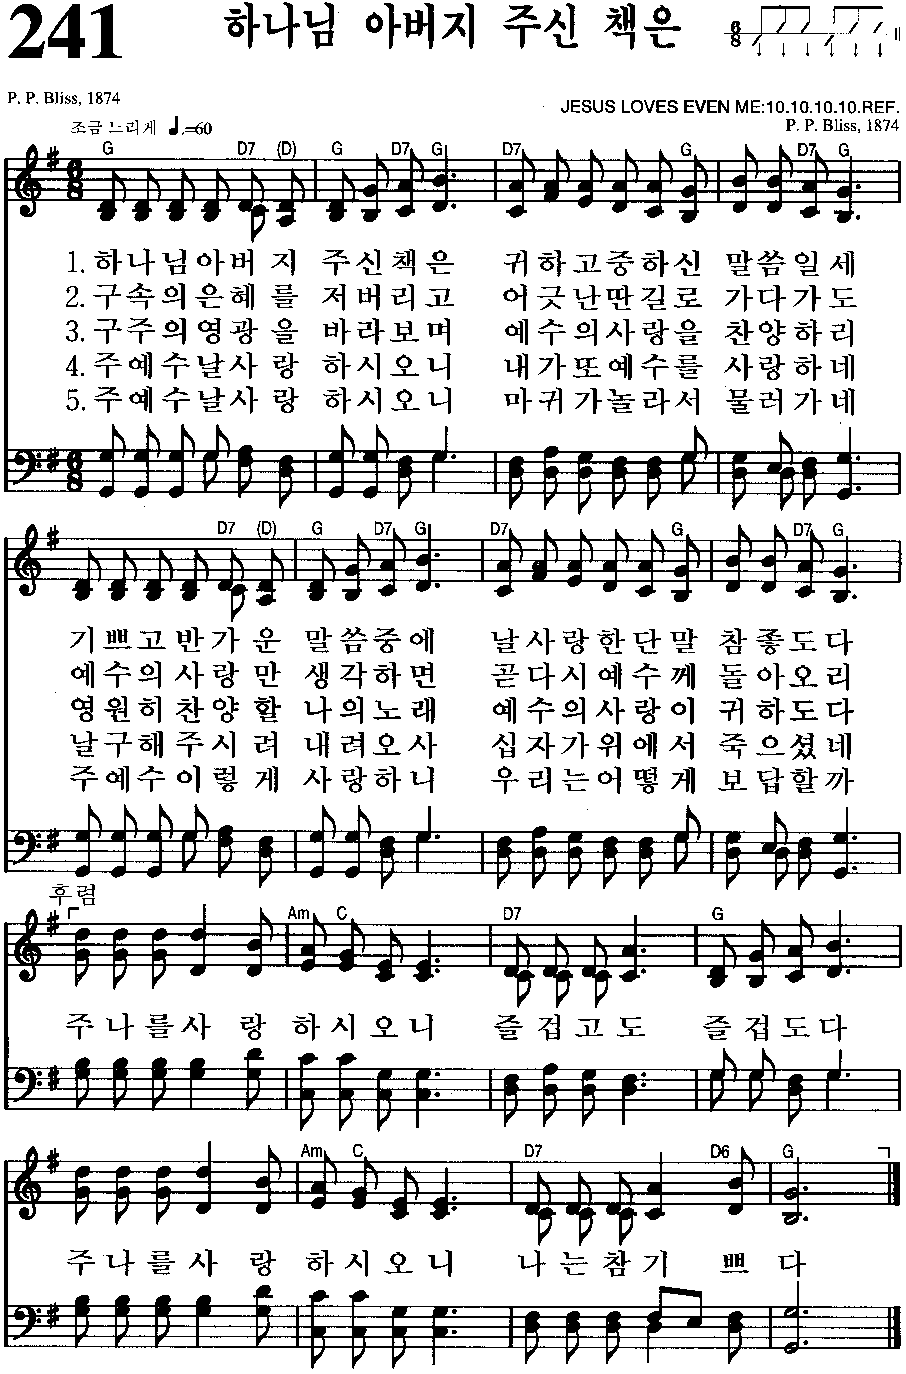 241 하나님 아버지 주신 책은 6/8
P. P. Bliss, 1874
JESUS LOVES EVEN ME:10.10.10.10.REF.
P. P. Bliss, 1874
조금 느리게 ♩.=60
G D7 (D) G D7 G D7 G D7 G
1.하나님아버지 주신책은 귀하고중하신 말씀일세
2.구속의은혜를 저버리고 어긋난딴길로 가다가도
3.구주의영광을 바라보며 예수의사랑을 찬양하리
4.주예수날사랑 하시오니 내가또예수를 사랑하네
5.주예수날사랑 하시오니 마귀가놀라서 물러가네
D7 (D) G D7 G D7 G D7 G
기쁘고반가운 말씀중에 날사랑한단말 참좋도다
예수의사랑만 생각하면 곧다시예수께 돌아오리
영원히찬양할 나의노래 예수의사랑이 귀하도다
날구해주시려 내려오사 십자가위에서 죽으셨네
주예수이렇게 사랑하니 우리는어떻게 보답할까
후렴
Am C D7 G
주나를사랑하시오니 즐겁고도 즐겁도다
Am C D7 D6 G
주나를사랑하시오니 나는참기쁘다